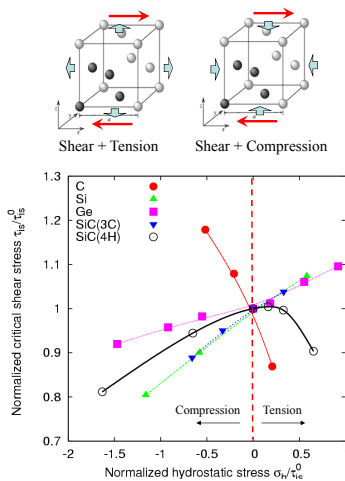 z
y
x
a
z
y
x
a
Shear + Tension
Shear + Compression
Normalized critical shear stress τis/τ⁰is
1.3
1.2
1.1
1
0.9
0.8
0.7
C
Si
Ge
SiC(3C)
SiC(4H)
Compression
Tension
-2
-1.5
-1
-0.5
0
0.5
1
Normalized hydrostatic stress σh/τ⁰is